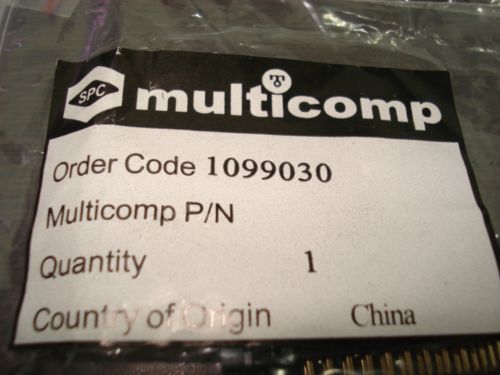 SPC multicomp
Order Code 1099030
Multicomp P/N
Quantity 1
Country of Origin China